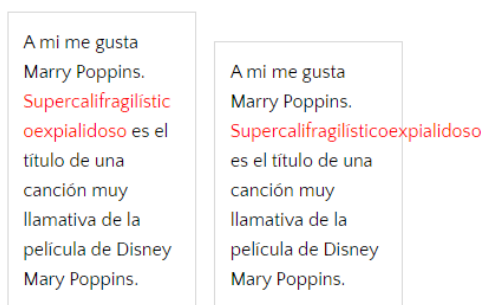 A mi me gusta
Marry Poppins.
Supercalifragilístic
oexpialidoso es el
título de una
canción muy
llamativa de la
película de Disney
Mary Poppins.
A mi me gusta
Marry Poppins.
Supercalifragilísticoexpialidoso
es el título de una
canción muy
llamativa de la
película de Disney
Mary Poppins.